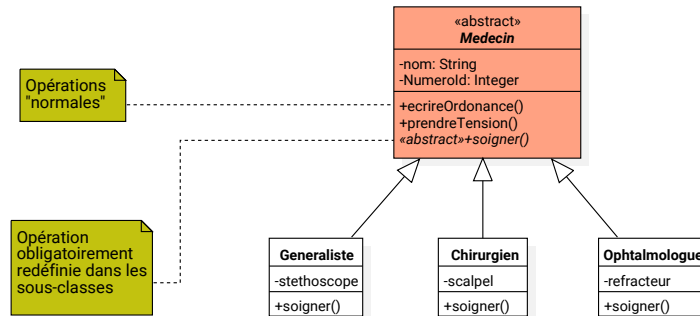 «abstract»
Medecin
-nom: String
-NumeroId: Integer
+ecrireOrdonance()
+prendreTension()
«abstract»+soigner()
Opérations
"normales"
Opération
obligatoirement
redéfinie dans les
sous-classes
Generaliste
-stethoscope
+soigner()
Chirurgien
-scalpel
+soigner()
Ophtalmologue
-refracteur
+soigner()